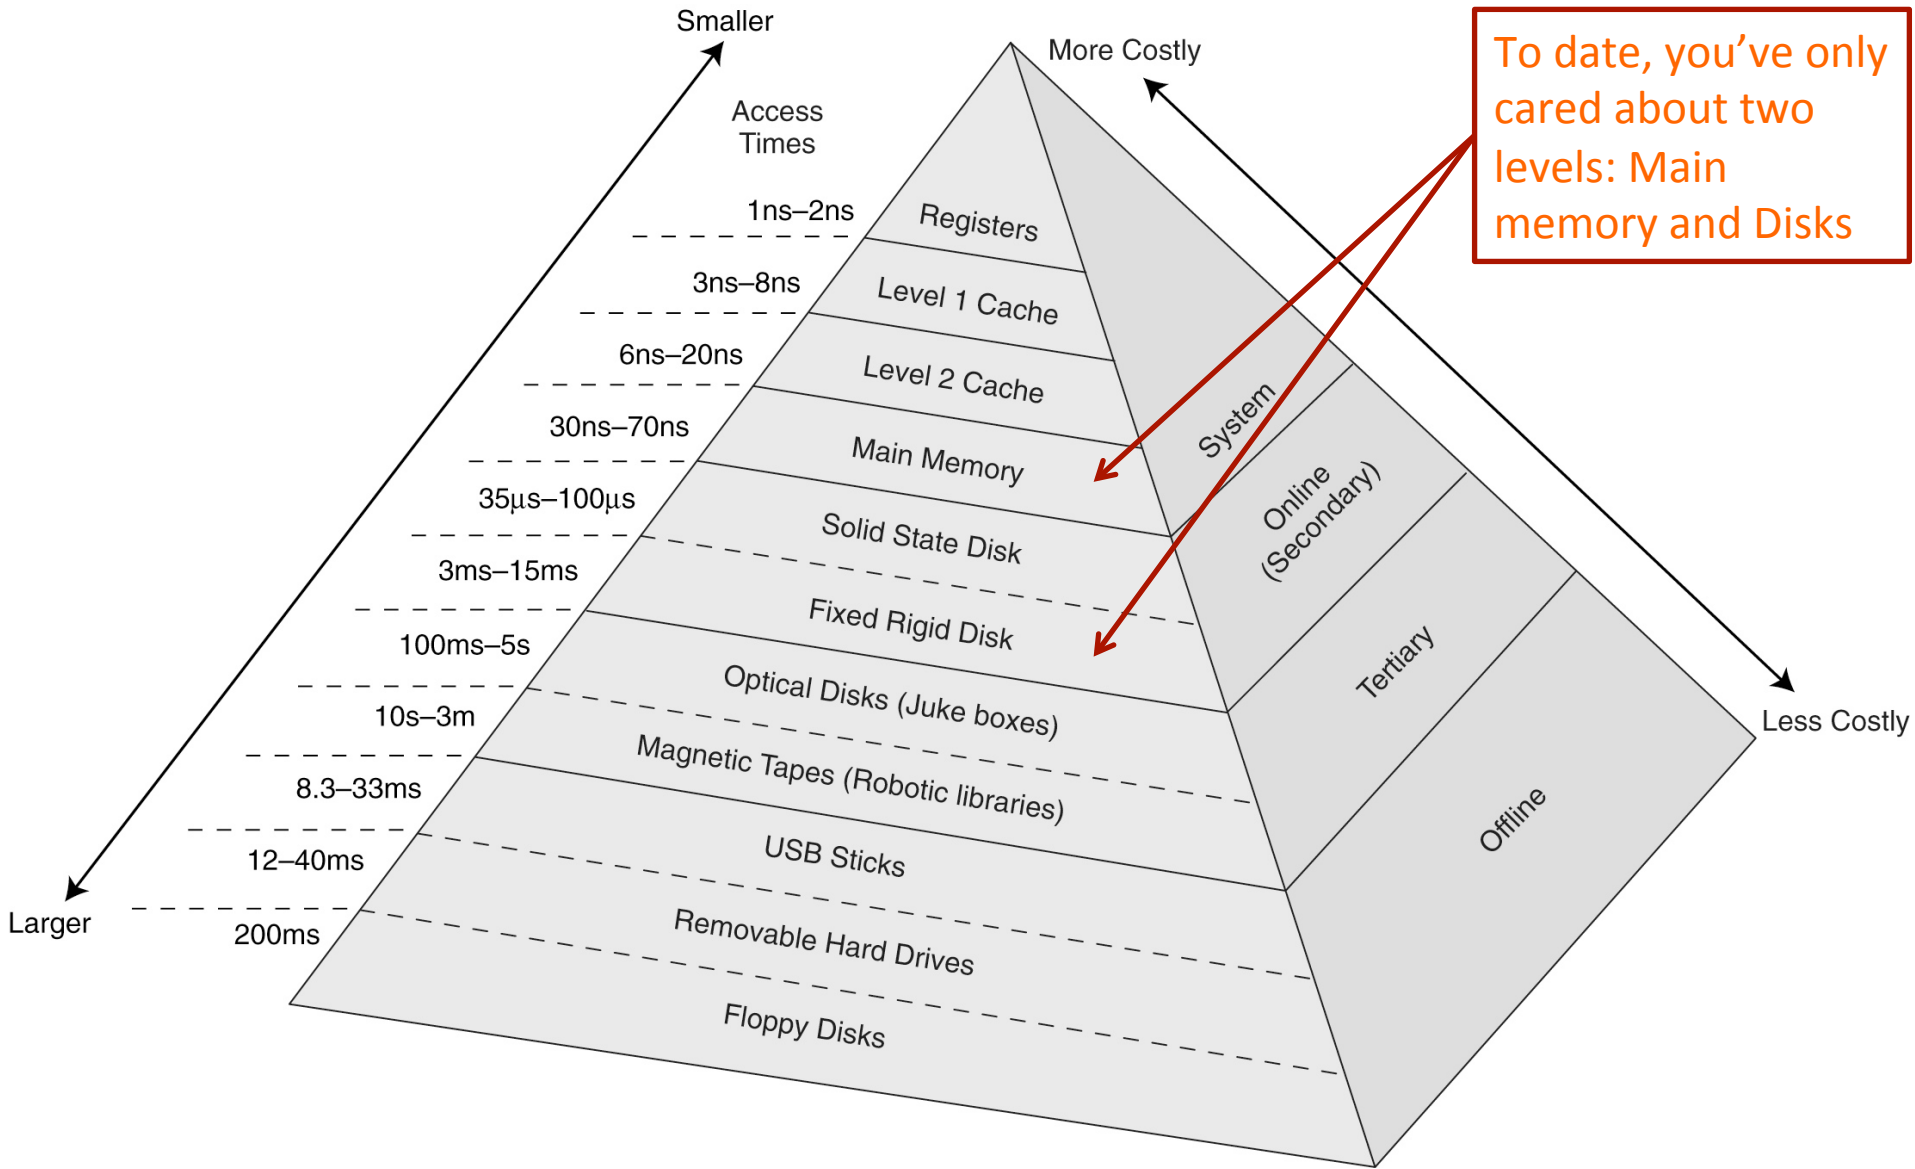 Smaller
More Costly
To date, you’ve only
cared about two
levels: Main
memory and Disks
Access
Times
1ns–2ns
Registers
3ns–8ns
Level 1 Cache
6ns–20ns
Level 2 Cache
30ns–70ns
Main Memory
System
35µs–100µs
Solid State Disk
Online
(Secondary)
3ms–15ms
Fixed Rigid Disk
100ms–5s
Optical Disks (Juke boxes)
Tertiary
10s–3m
Magnetic Tapes (Robotic libraries)
Less Costly
8.3–33ms
USB Sticks
Offline
12–40ms
Removable Hard Drives
Larger
200ms
Floppy Disks